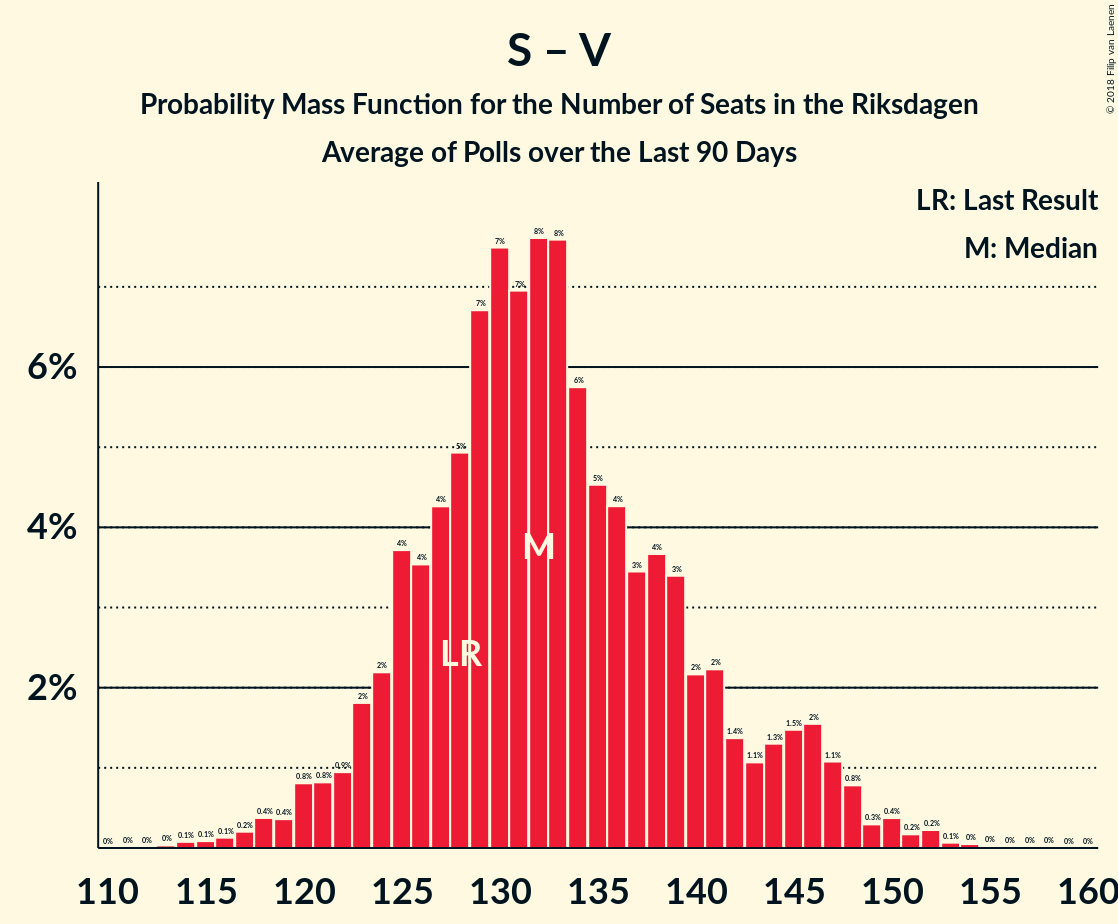 S – V
Probability Mass Function for the Number of Seats in the Riksdagen
Average of Polls over the Last 90 Days
© 2018 Filip van Laenen
LR: Last Result
M: Median
6%
4%
2%
0% 0% 0% 0% 0.1% 0.1% 0.1% 0.2% 0.4% 0.4% 0.8% 0.8% 0.9% 2% 2% 4% 4% 4% 5% 7% 7% 7% 8% 8% 6% 5% 4% 3% 4% 3% 2% 2% 1.4% 1.1% 1.3% 1.5% 2% 1.1% 0.8% 0.3% 0.4% 0.2% 0.2% 0.1% 0% 0% 0% 0% 0% 0% 0%
M
LR
110 115 120 125 130 135 140 145 150 155 160